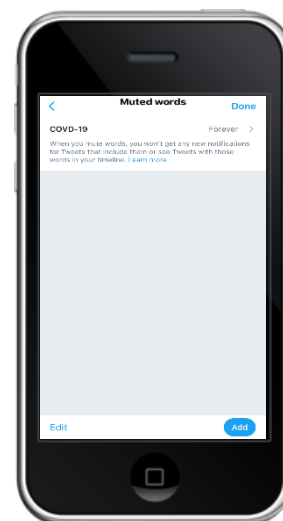 Muted words
Done
COVD-19 Forever
When you mute words, you won't get any new notifications
for Tweets that include them or see Tweets with those
words in your timeline. Learn more
Edit
Add